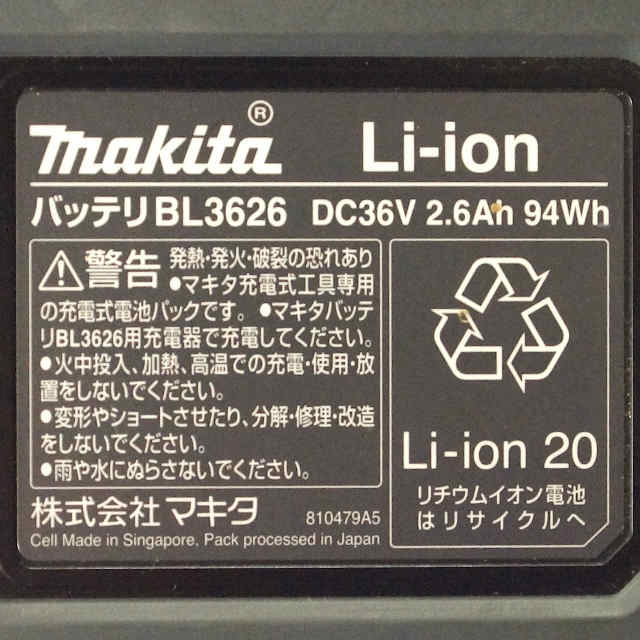 makita® Li-ion
バッテリBL3626 DC36V 2.6Ah 94Wh
⚠警告 発熱・発火・破裂の恐れあり
●マキタ充電式工具専用
の充電式電池パックです。●マキタバッテ
リBL3626用充電器で充電してください。
●火中投入、加熱、高温での充電・使用・放
置をしないでください。
●変形やショートさせたり、分解・修理・改造
をしないでください。
●雨や水にぬらさないでください。
株式会社マキタ 810479A5
Cell Made in Singapore, Pack processed in Japan
Li-ion 20
リチウムイオン電池
はリサイクルへ